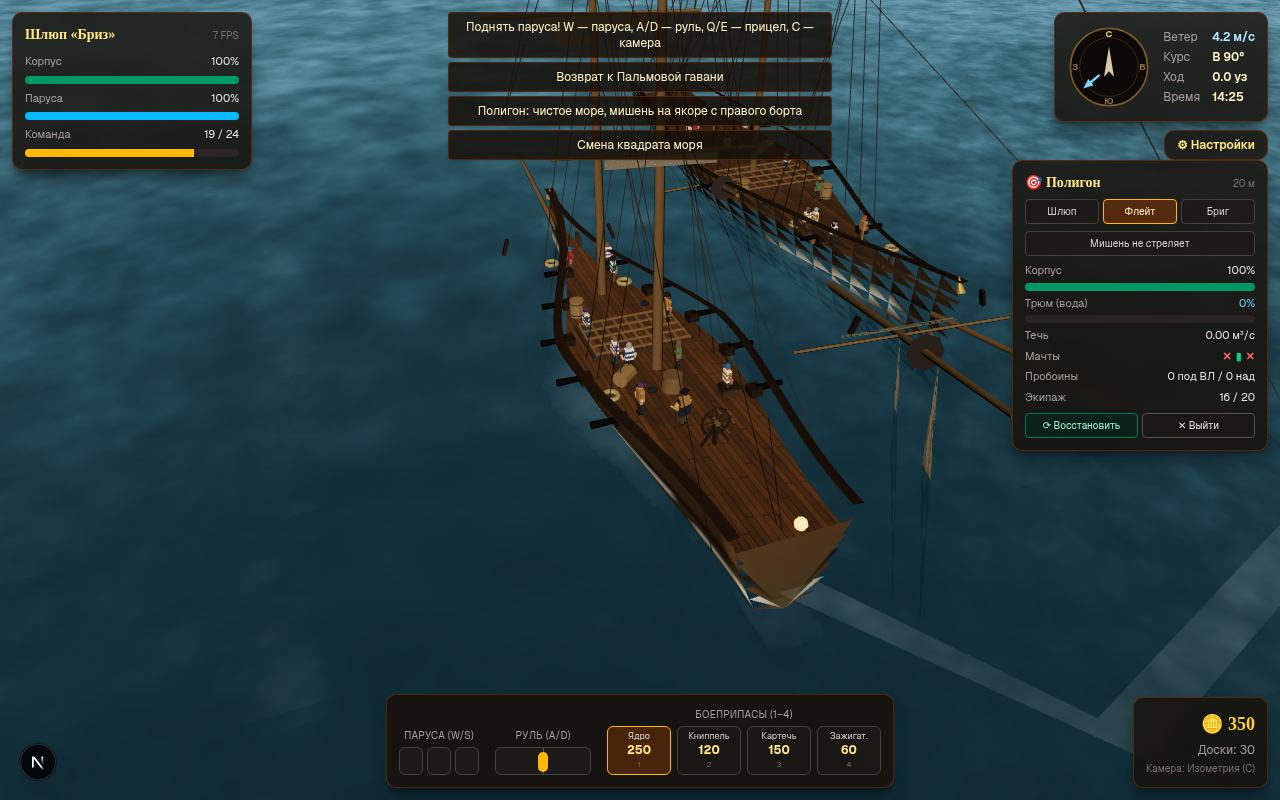 Шлюп «Бриз»
7 FPS
Корпус 100%
Паруса 100%
Команда 19 / 24
Поднять паруса! W — паруса, A/D — руль, Q/E — прицел, C —
камера
Возврат к Пальмовой гавани
Полигон: чистое море, мишень на якоре с правого борта
Смена квадрата моря
С
З
В
Ю
Ветер 4.2 м/с
Курс В 90°
Ход 0.0 уз
Время 14:25
⚙ Настройки
🎯 Полигон 20 м
Шлюп Флейт Бриг
Мишень не стреляет
Корпус 100%
Трюм (вода) 0%
Течь 0.00 м³/с
Мачты ✕ ▮ ✕
Пробоины 0 под ВЛ / 0 над
Экипаж 16 / 20
⟳ Восстановить ✕ Выйти
ПАРУСА (W/S)
РУЛЬ (A/D)
БОЕПРИПАСЫ (1–4)
Ядро
250
1
Книппель
120
2
Картечь
150
3
Зажигат.
60
4
350
Доски: 30
Камера: Изометрия (C)
N